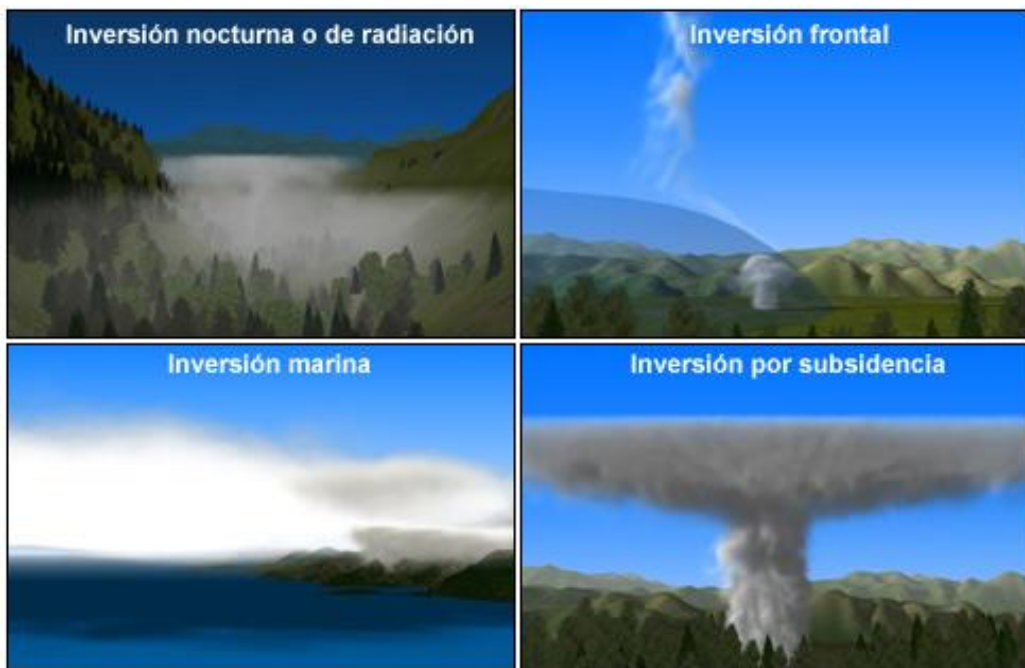 Inversión nocturna o de radiación
Inversión frontal
Inversión marina
Inversión por subsidencia